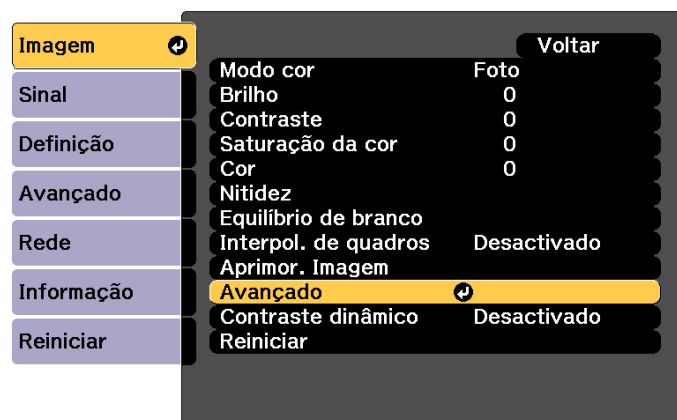 Imagem
Sinal
Definição
Avançado
Rede
Informação
Reiniciar
Voltar
Modo cor Foto
Brilho 0
Contraste 0
Saturação da cor 0
Cor 0
Nitidez
Equilíbrio de branco
Interpol. de quadros Desactivado
Aprimor. Imagem
Avançado
Contraste dinâmico Desactivado
Reiniciar